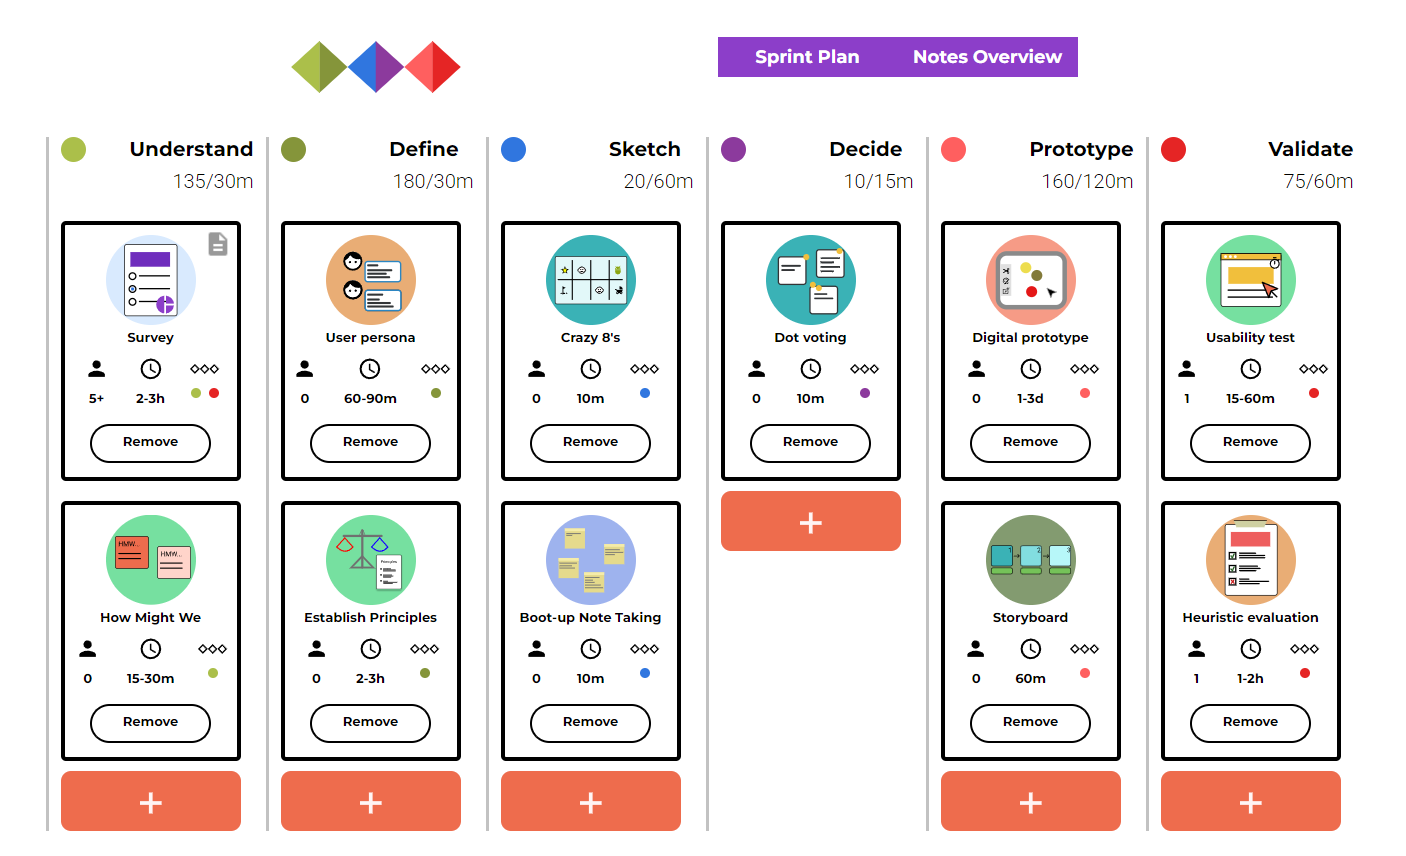 Sprint Plan
Notes Overview
Understand
135/30m
Define
180/30m
Sketch
20/60m
Decide
10/15m
Prototype
160/120m
Validate
75/60m
Survey
5+
2-3h
Remove
User persona
0
60-90m
Remove
Crazy 8's
0
10m
Remove
Dot voting
0
10m
Remove
Digital prototype
0
1-3d
Remove
Usability test
1
15-60m
Remove
HMW...
HMW...
How Might We
0
15-30m
Remove
Principles
Establish Principles
0
2-3h
Remove
Boot-up Note Taking
0
10m
Remove
1
2
3
Storyboard
0
60m
Remove
Heuristic evaluation
1
1-2h
Remove